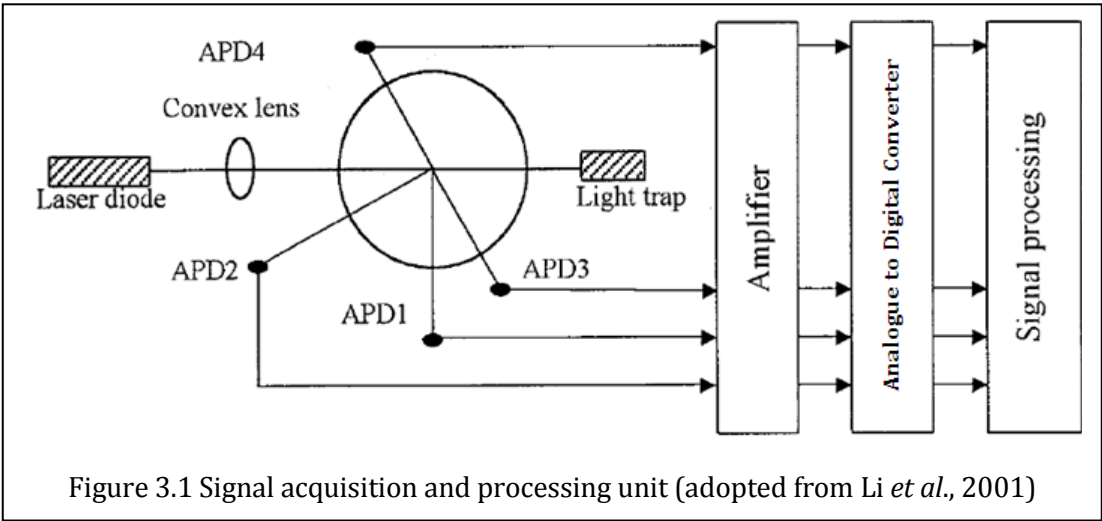 APD4
Convex lens
Laser diode
Light trap
APD2
APD3
APD1
Amplifier
Analogue to Digital Converter
Signal processing
Figure 3.1 Signal acquisition and processing unit (adopted from Li et al., 2001)